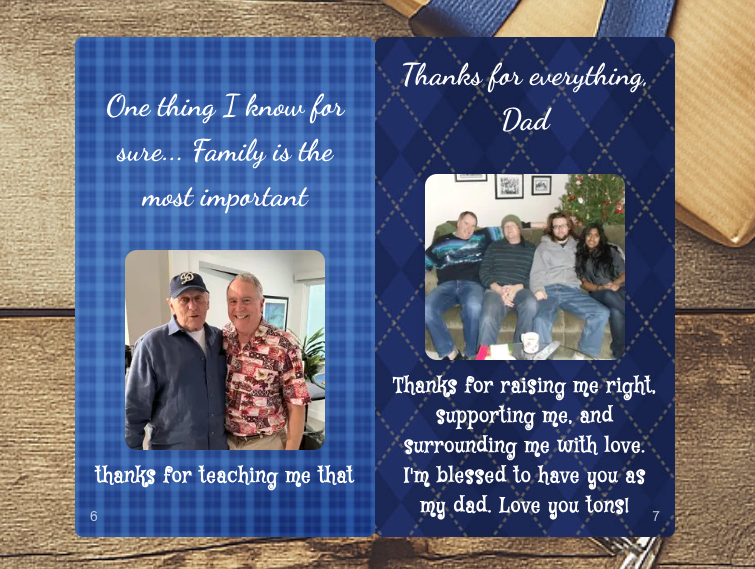 One thing I know for
sure... Family is the
most important
thanks for teaching me that
6
Thanks for everything,
Dad
Thanks for raising me right,
supporting me, and
surrounding me with love.
I'm blessed to have you as
my dad. Love you tons!
7